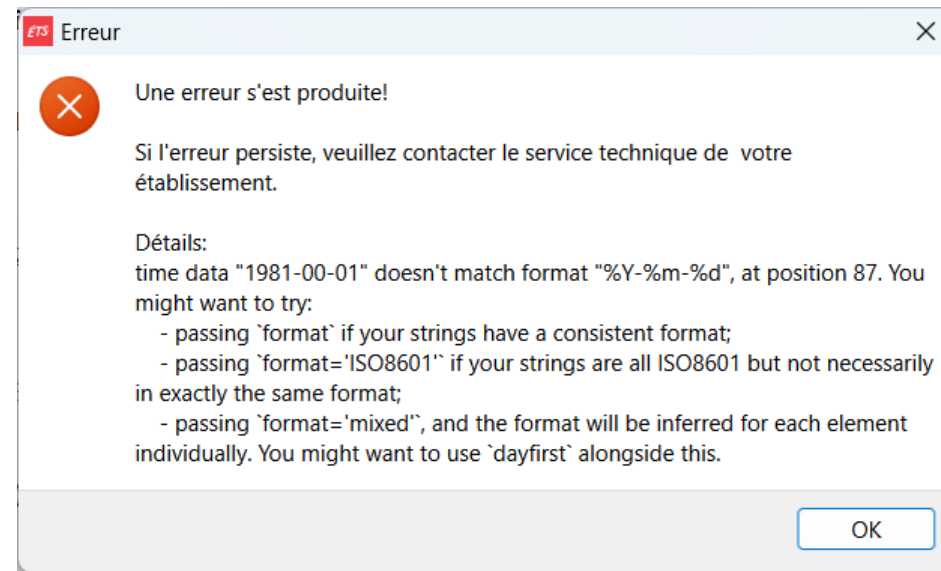 ÉTS Erreur
Une erreur s'est produite!
Si l'erreur persiste, veuillez contacter le service technique de  votre
établissement.
Détails:
time data "1981-00-01" doesn't match format "%Y-%m-%d", at position 87. You
might want to try:
- passing `format` if your strings have a consistent format;
- passing `format='ISO8601'` if your strings are all ISO8601 but not necessarily
in exactly the same format;
- passing `format='mixed'`, and the format will be inferred for each element
individually. You might want to use `dayfirst` alongside this.
OK